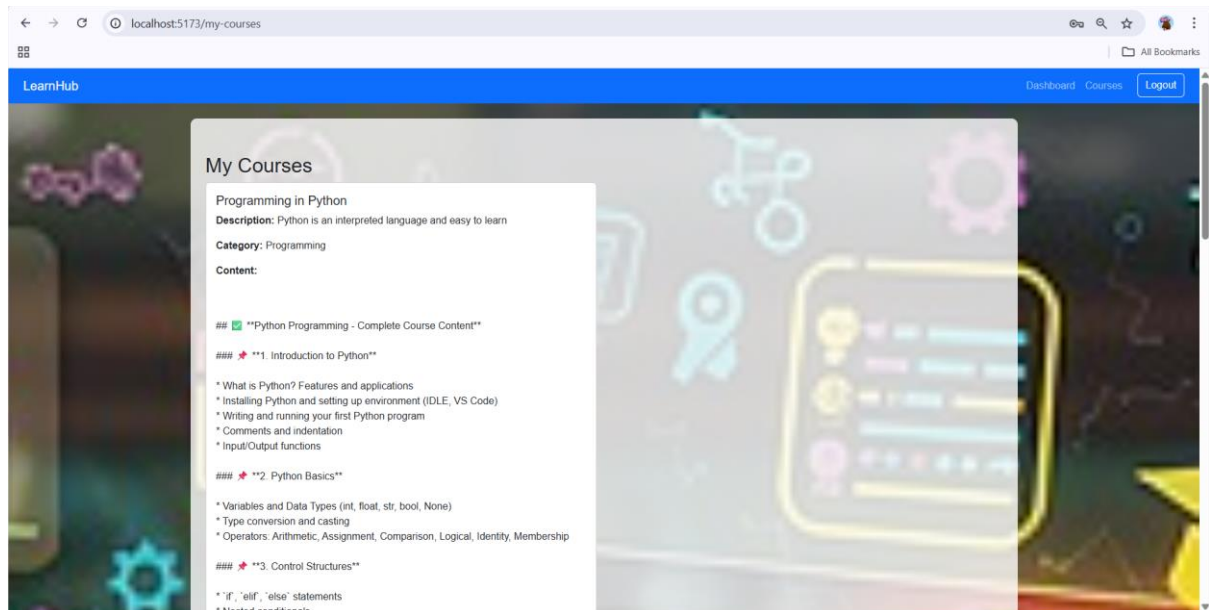 localhost:5173/my-courses
All Bookmarks
LearnHub
Dashboard Courses Logout
My Courses
Programming in Python
Description: Python is an interpreted language and easy to learn
Category: Programming
Content:
## ✅ **Python Programming - Complete Course Content**
### 📌 **1. Introduction to Python**
* What is Python? Features and applications
* Installing Python and setting up environment (IDLE, VS Code)
* Writing and running your first Python program
* Comments and indentation
* Input/Output functions
### 📌 **2. Python Basics**
* Variables and Data Types (int, float, str, bool, None)
* Type conversion and casting
* Operators: Arithmetic, Assignment, Comparison, Logical, Identity, Membership
### 📌 **3. Control Structures**
* `if`, `elif`, `else` statements
* Nested conditionals